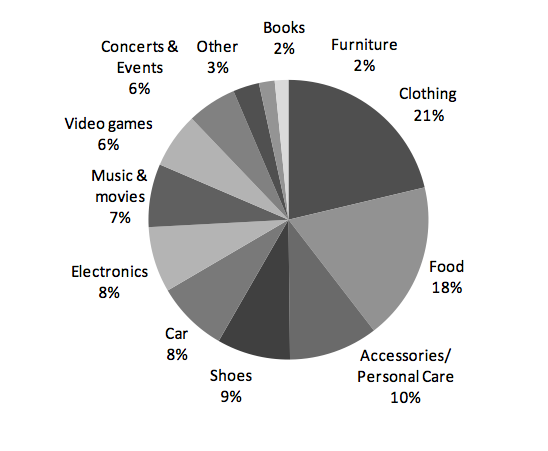 Books
2%
Furniture
2%
Clothing
21%
Food
18%
Accessories/
Personal Care
10%
Shoes
9%
Car
8%
Electronics
8%
Music &
movies
7%
Video games
6%
Concerts &
Events
6%
Other
3%